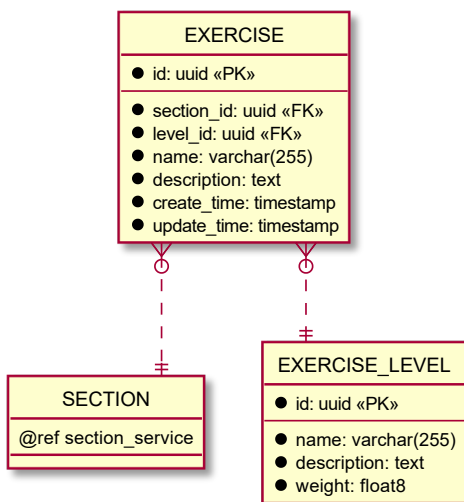 EXERCISE
id: uuid «PK»
section_id: uuid «FK»
level_id: uuid «FK»
name: varchar(255)
description: text
create_time: timestamp
update_time: timestamp
SECTION
@ref section_service
EXERCISE_LEVEL
id: uuid «PK»
name: varchar(255)
description: text
weight: float8